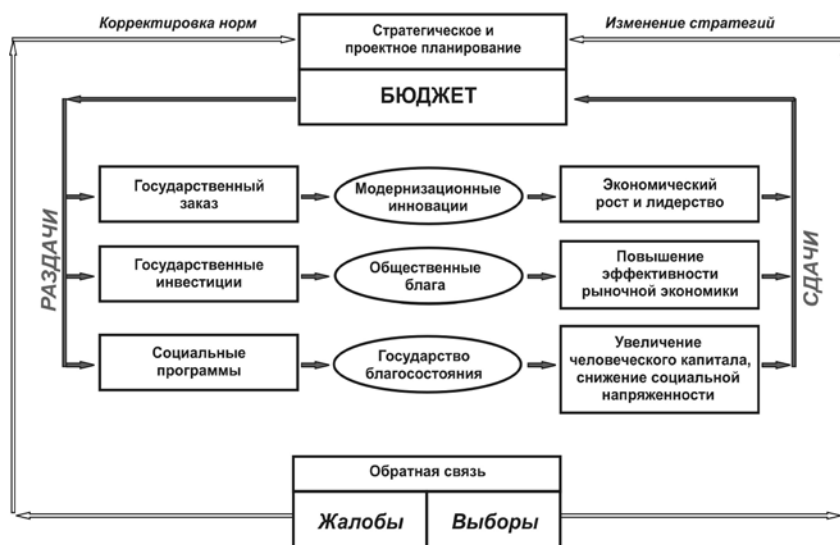 Корректировка норм
Стратегическое и
проектное планирование
Изменение стратегий
БЮДЖЕТ
РАЗДАЧИ
Государственный
заказ
Модернизационные
инновации
Экономический
рост и лидерство
Государственные
инвестиции
Общественные
блага
Повышение
эффективности
рыночной экономики
Социальные
программы
Государство
благосостояния
Увеличение
человеческого капитала,
снижение социальной
напряженности
СДАЧИ
Обратная связь
Жалобы
Выборы